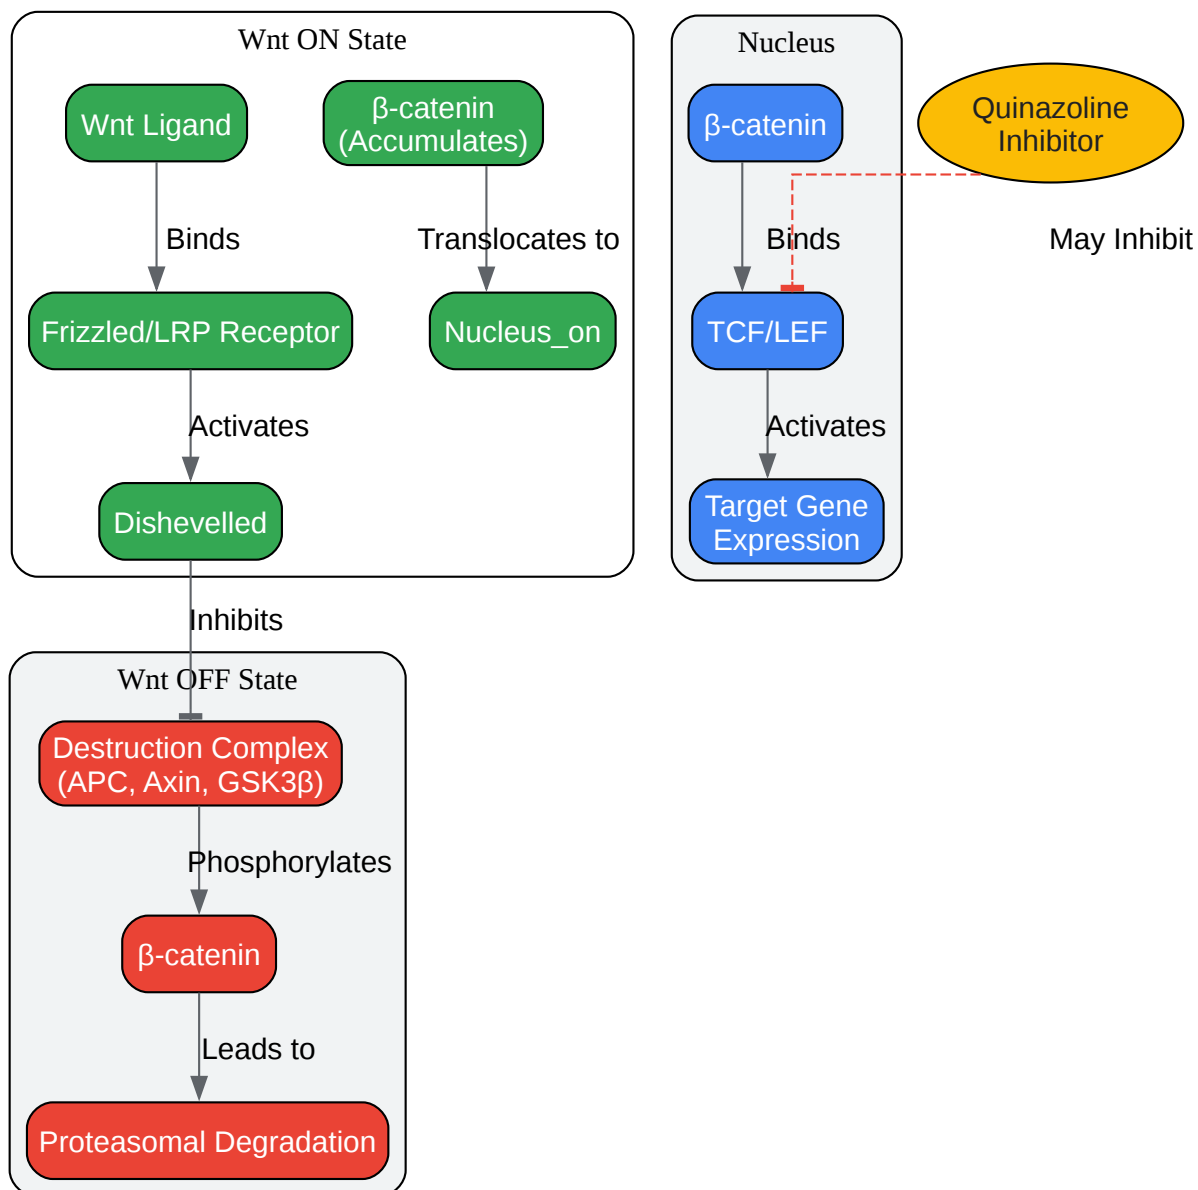 Wnt ON State
Wnt Ligand
β-catenin
(Accumulates)
Binds
Translocates to
Frizzled/LRP Receptor
Nucleus_on
Activates
Dishevelled
Inhibits
Nucleus
β-catenin
Binds
TCF/LEF
Activates
Target Gene
Expression
Quinazoline
Inhibitor
May Inhibit
Wnt OFF State
Destruction Complex
(APC, Axin, GSK3β)
Phosphorylates
β-catenin
Leads to
Proteasomal Degradation